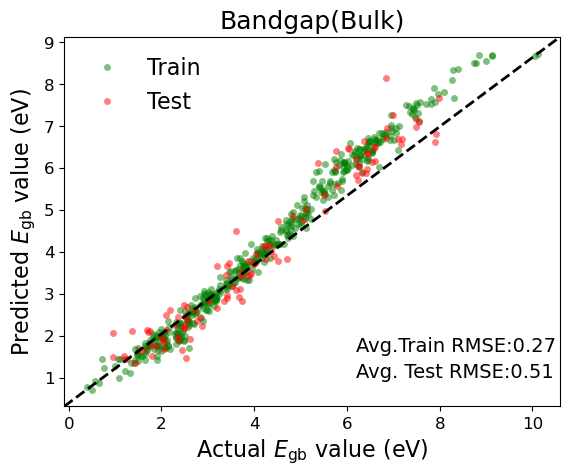 Bandgap(Bulk)
Train
Test
Predicted E_gb value (eV)
9
8
7
6
5
4
3
2
1
Avg.Train RMSE:0.27
Avg. Test RMSE:0.51
0
2
4
6
8
10
Actual E_gb value (eV)